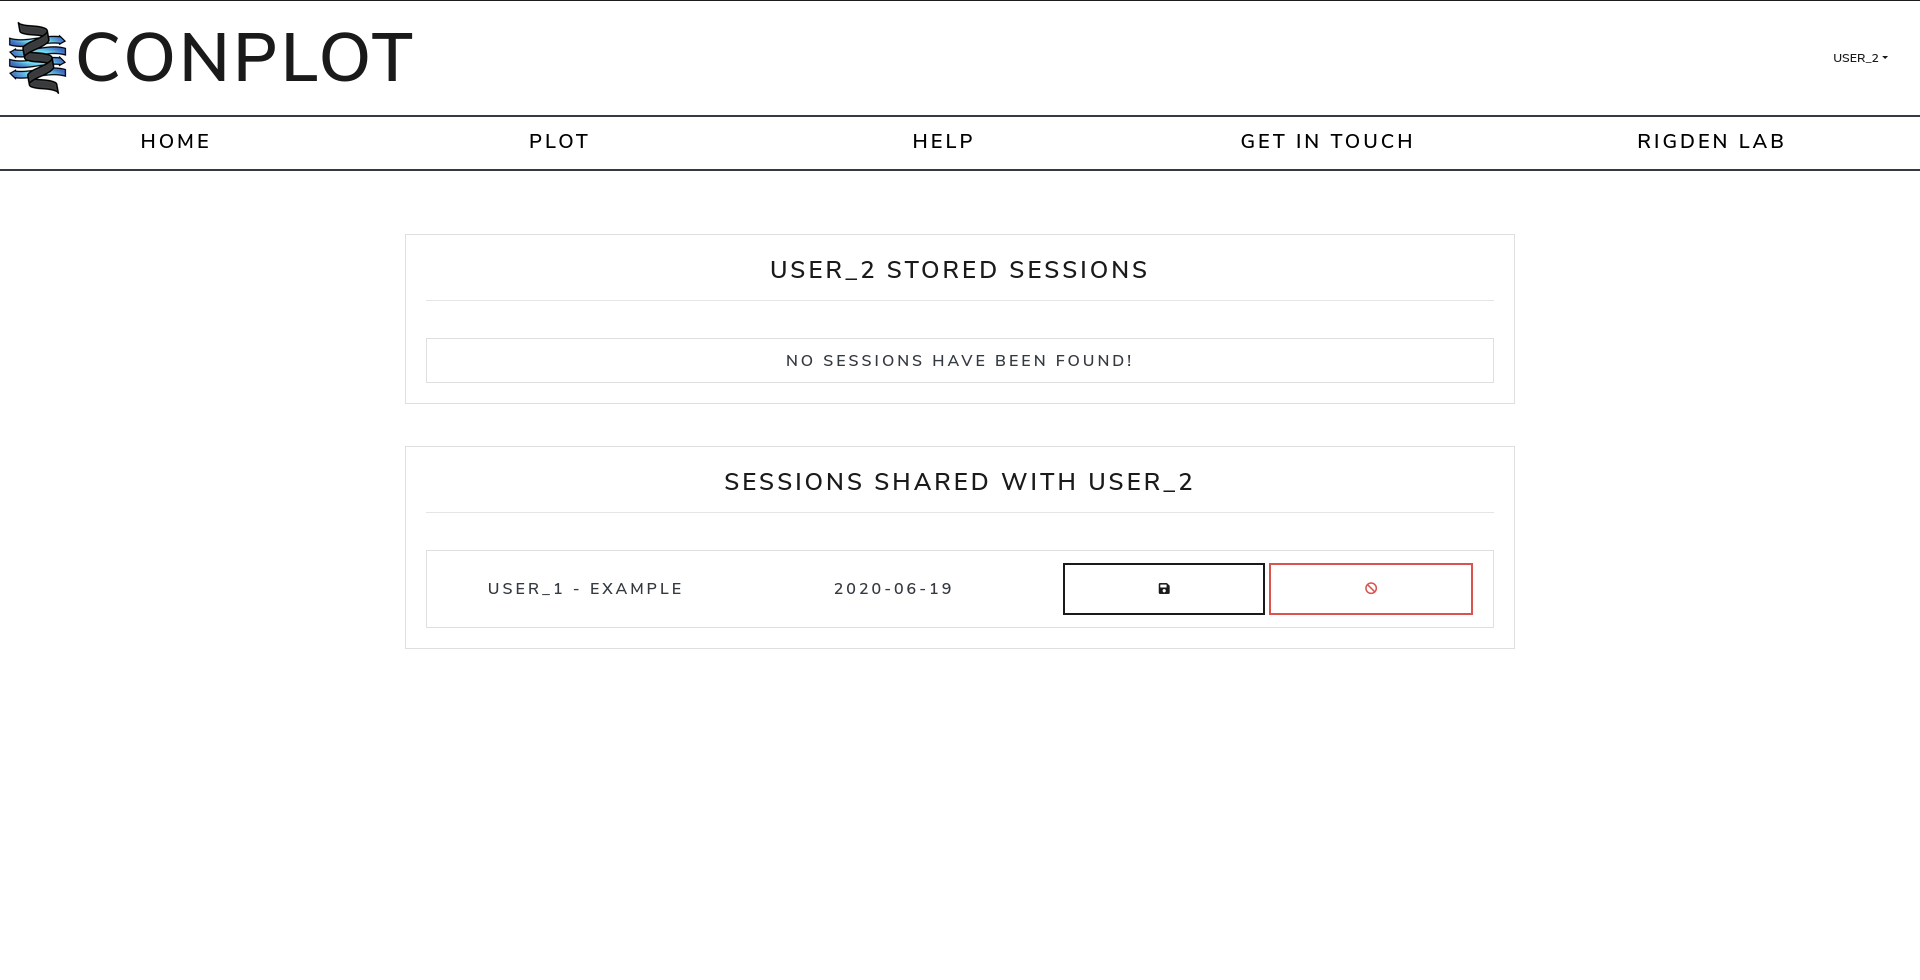 CONPLOT
USER_2
HOME PLOT HELP GET IN TOUCH RIGDEN LAB
USER_2 STORED SESSIONS
NO SESSIONS HAVE BEEN FOUND!
SESSIONS SHARED WITH USER_2
USER_1 - EXAMPLE 2020-06-19